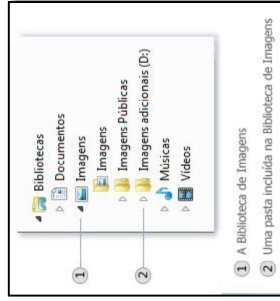 Bibliotecas
Documentos
Imagens
Imagens
Imagens Públicas
Imagens adicionais (D:)
Músicas
Vídeos
1
2
1 A Biblioteca de Imagens
2 Uma pasta incluída na Biblioteca de Imagens